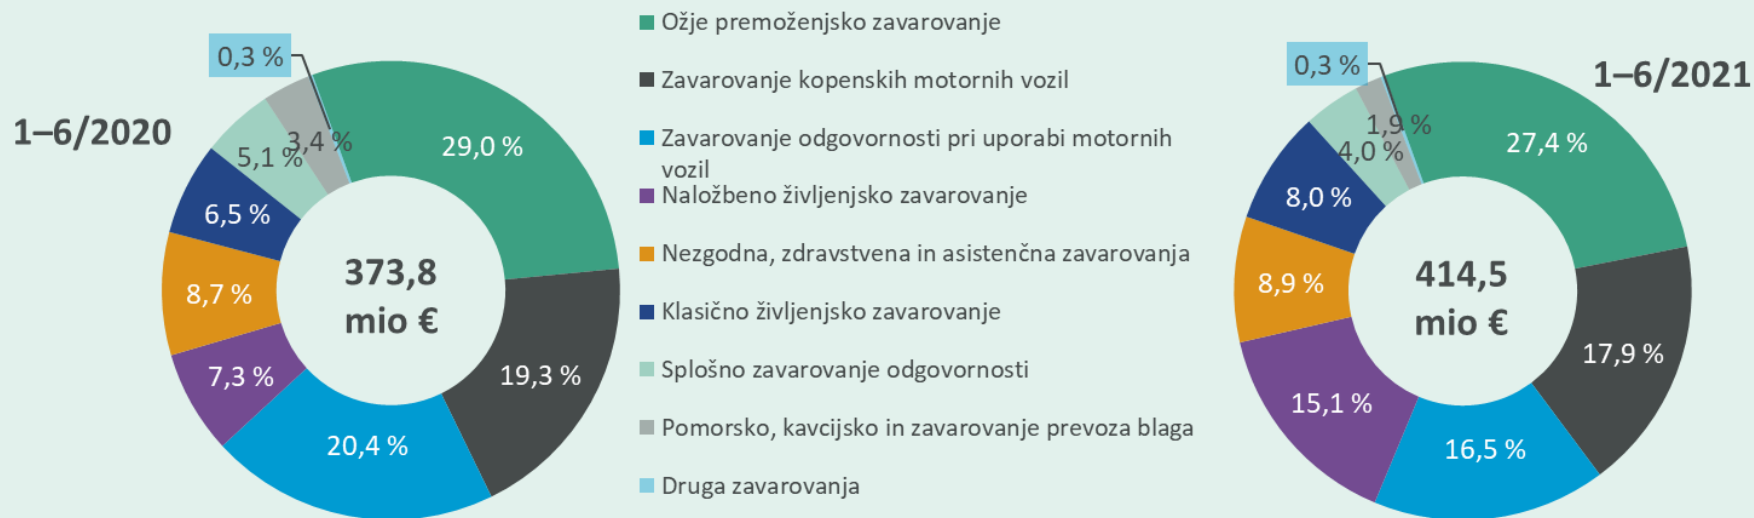 1–6/2020
0,3 %
29,0 %
19,3 %
20,4 %
7,3 %
8,7 %
6,5 %
5,1 %
3,4 %
373,8
mio €
Ožje premoženjsko zavarovanje
Zavarovanje kopenskih motornih vozil
Zavarovanje odgovornosti pri uporabi motornih
vozil
Naložbeno življenjsko zavarovanje
Nezgodna, zdravstvena in asistenčna zavarovanja
Klasično življenjsko zavarovanje
Splošno zavarovanje odgovornosti
Pomorsko, kavcijsko in zavarovanje prevoza blaga
Druga zavarovanja
1–6/2021
0,3 %
27,4 %
17,9 %
16,5 %
15,1 %
8,9 %
8,0 %
4,0 %
1,9 %
414,5
mio €